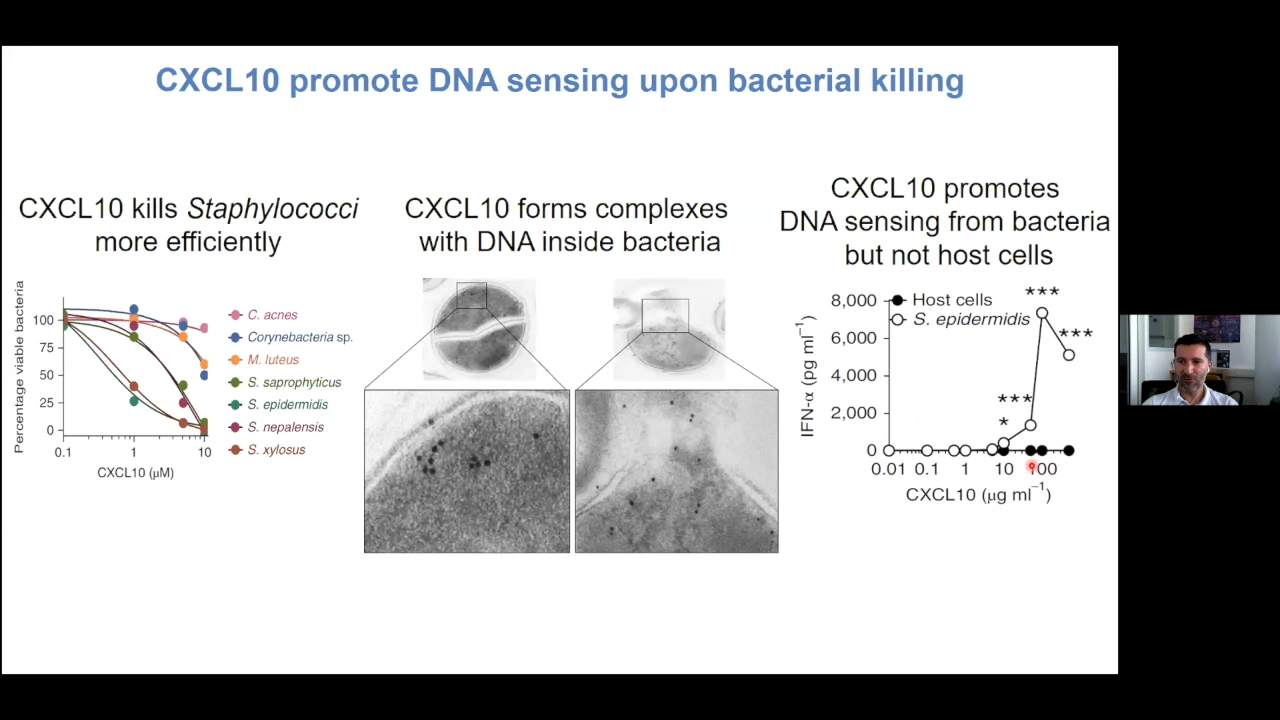 CXCL10 promote DNA sensing upon bacterial killing
CXCL10 kills Staphylococci
more efficiently
Percentage viable bacteria
100
75
50
25
0
0.1
1
10
CXCL10 (μM)
C. acnes
Corynebacteria sp.
M. luteus
S. saprophyticus
S. epidermidis
S. nepalensis
S. xylosus
CXCL10 forms complexes
with DNA inside bacteria
CXCL10 promotes
DNA sensing from bacteria
but not host cells
IFN-α (pg ml⁻¹)
8,000
6,000
4,000
2,000
0
Host cells
S. epidermidis
***
***
***
*
0.01 0.1 1 10 100
CXCL10 (μg ml⁻¹)